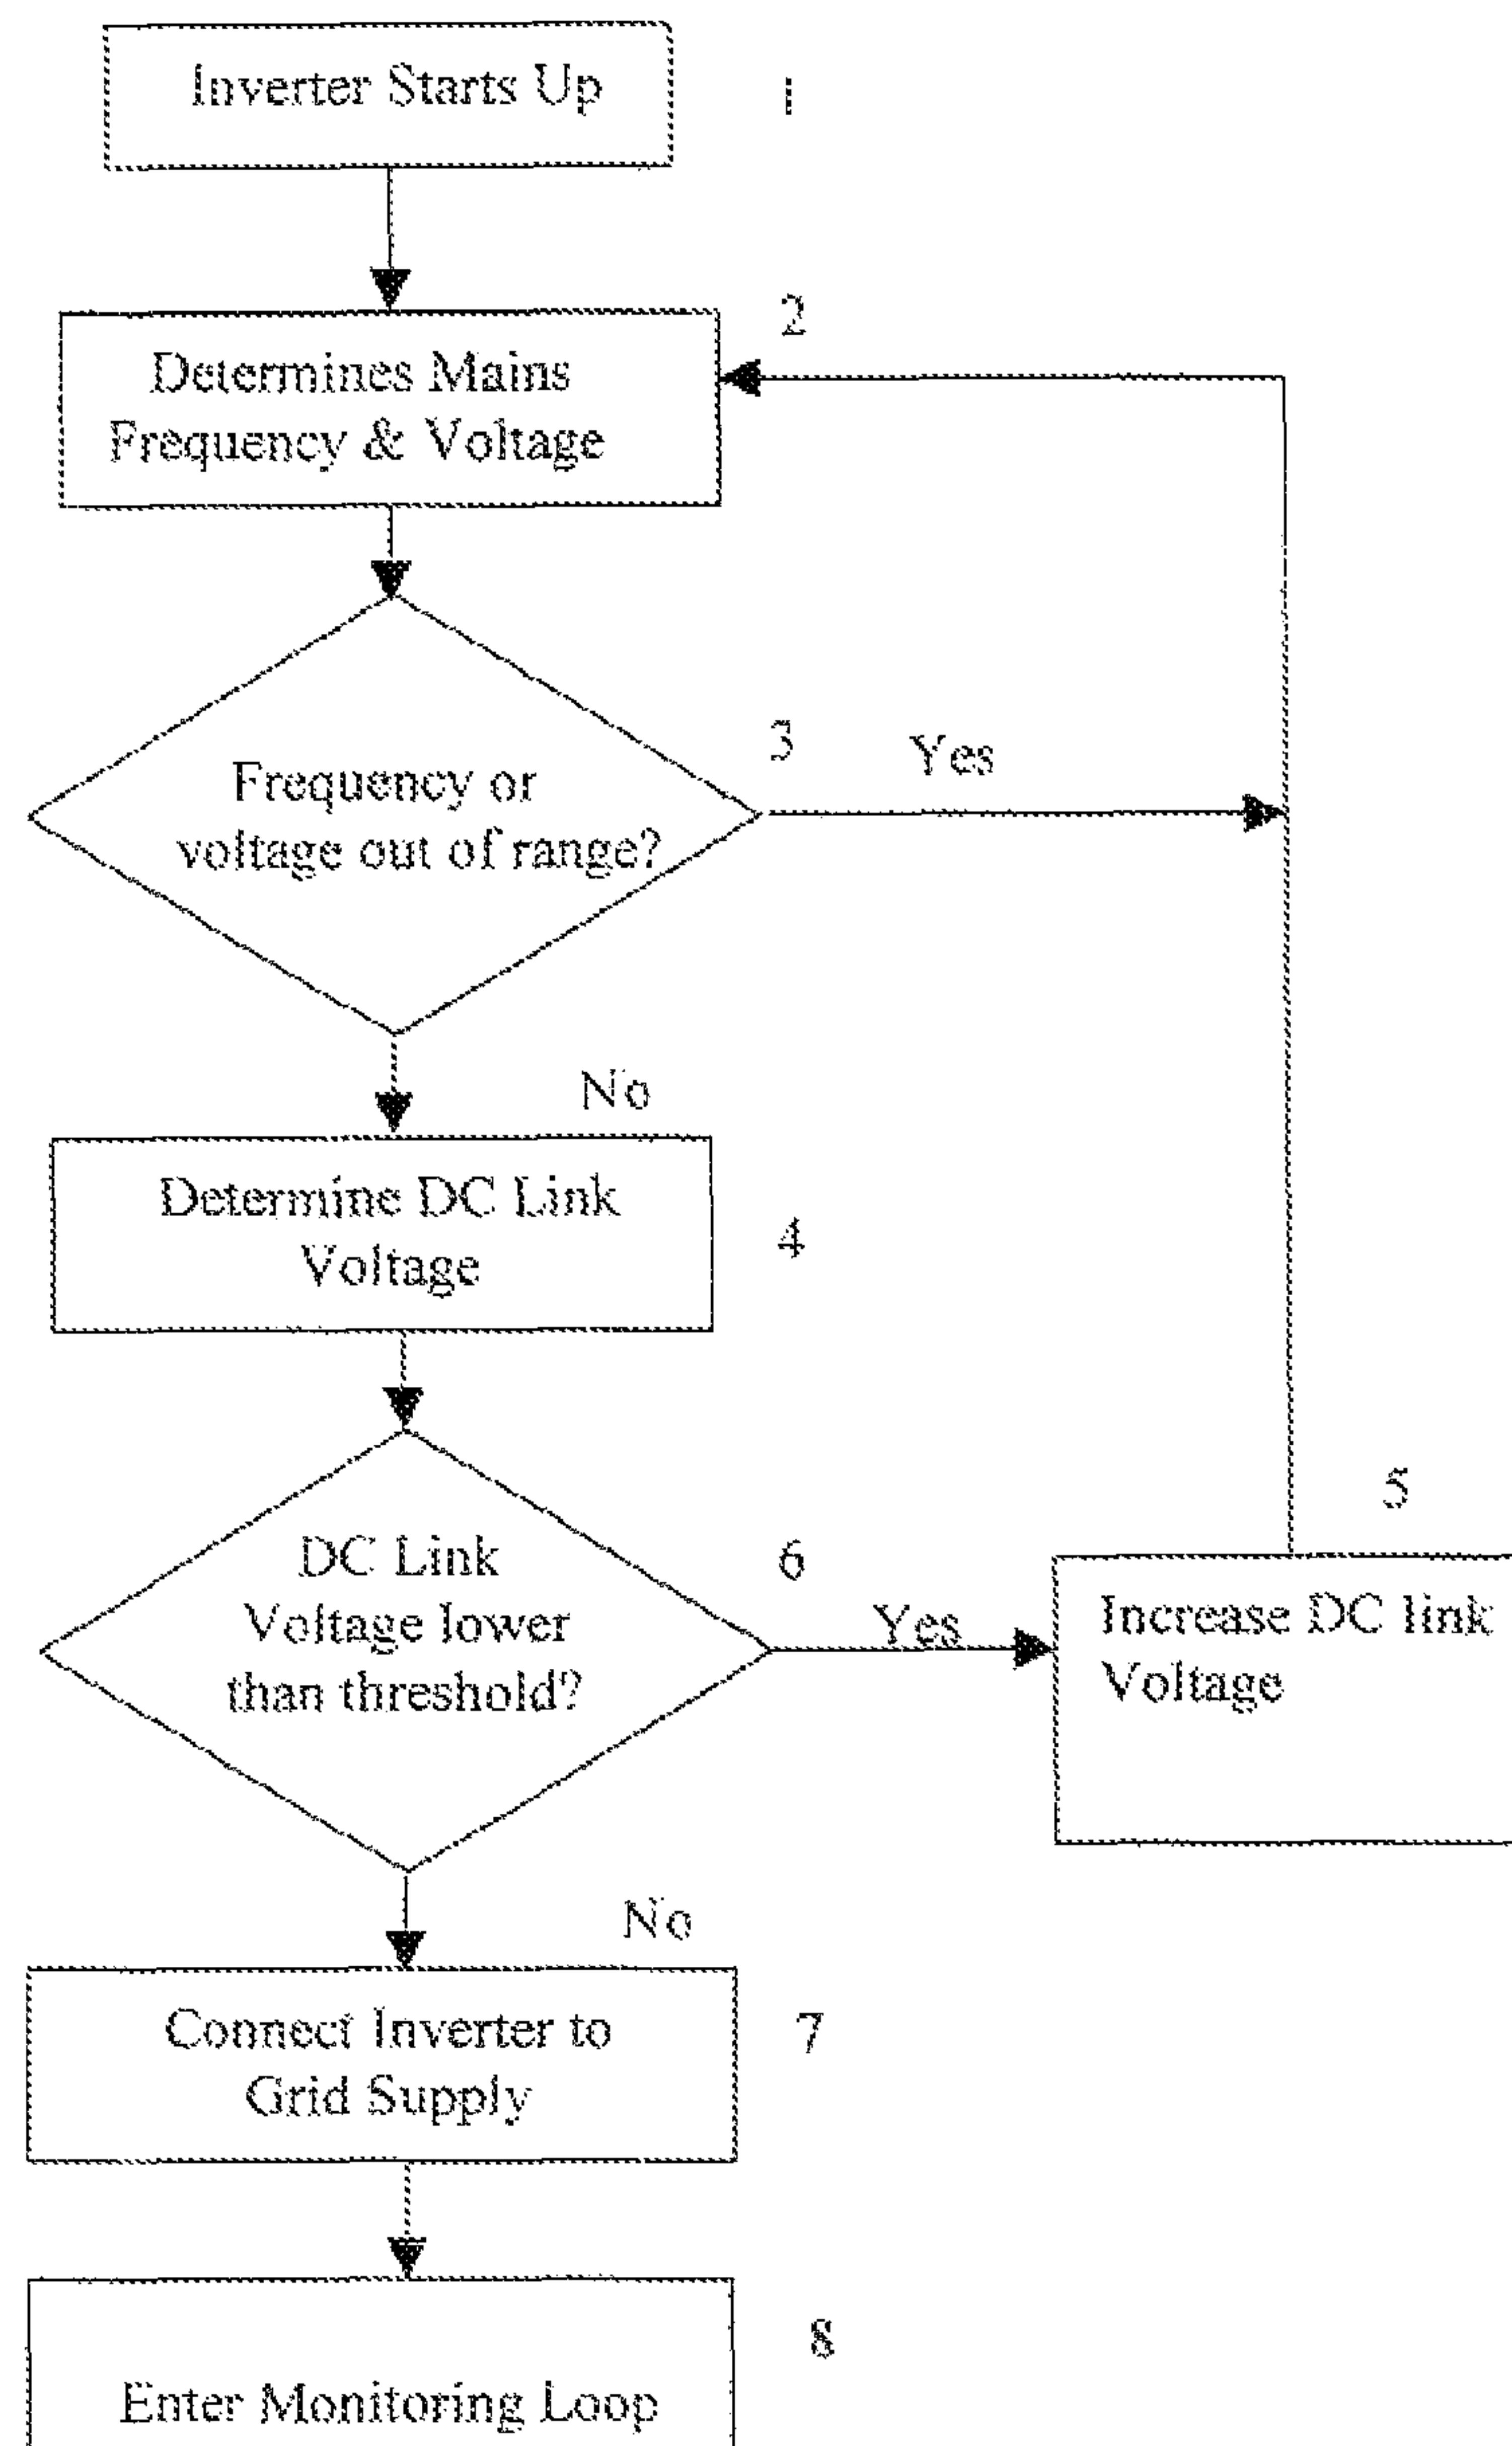 Inverter Starts Up
1
2
Determines Mains
Frequency & Voltage
3
Yes
Frequency or
voltage out of range?
No
Determine DC Link
Voltage
4
5
DC Link
Voltage lower
than threshold?
6
Yes
Increase DC link
Voltage
No
Connect Inverter to
Grid Supply
7
8
Enter Monitoring Loop